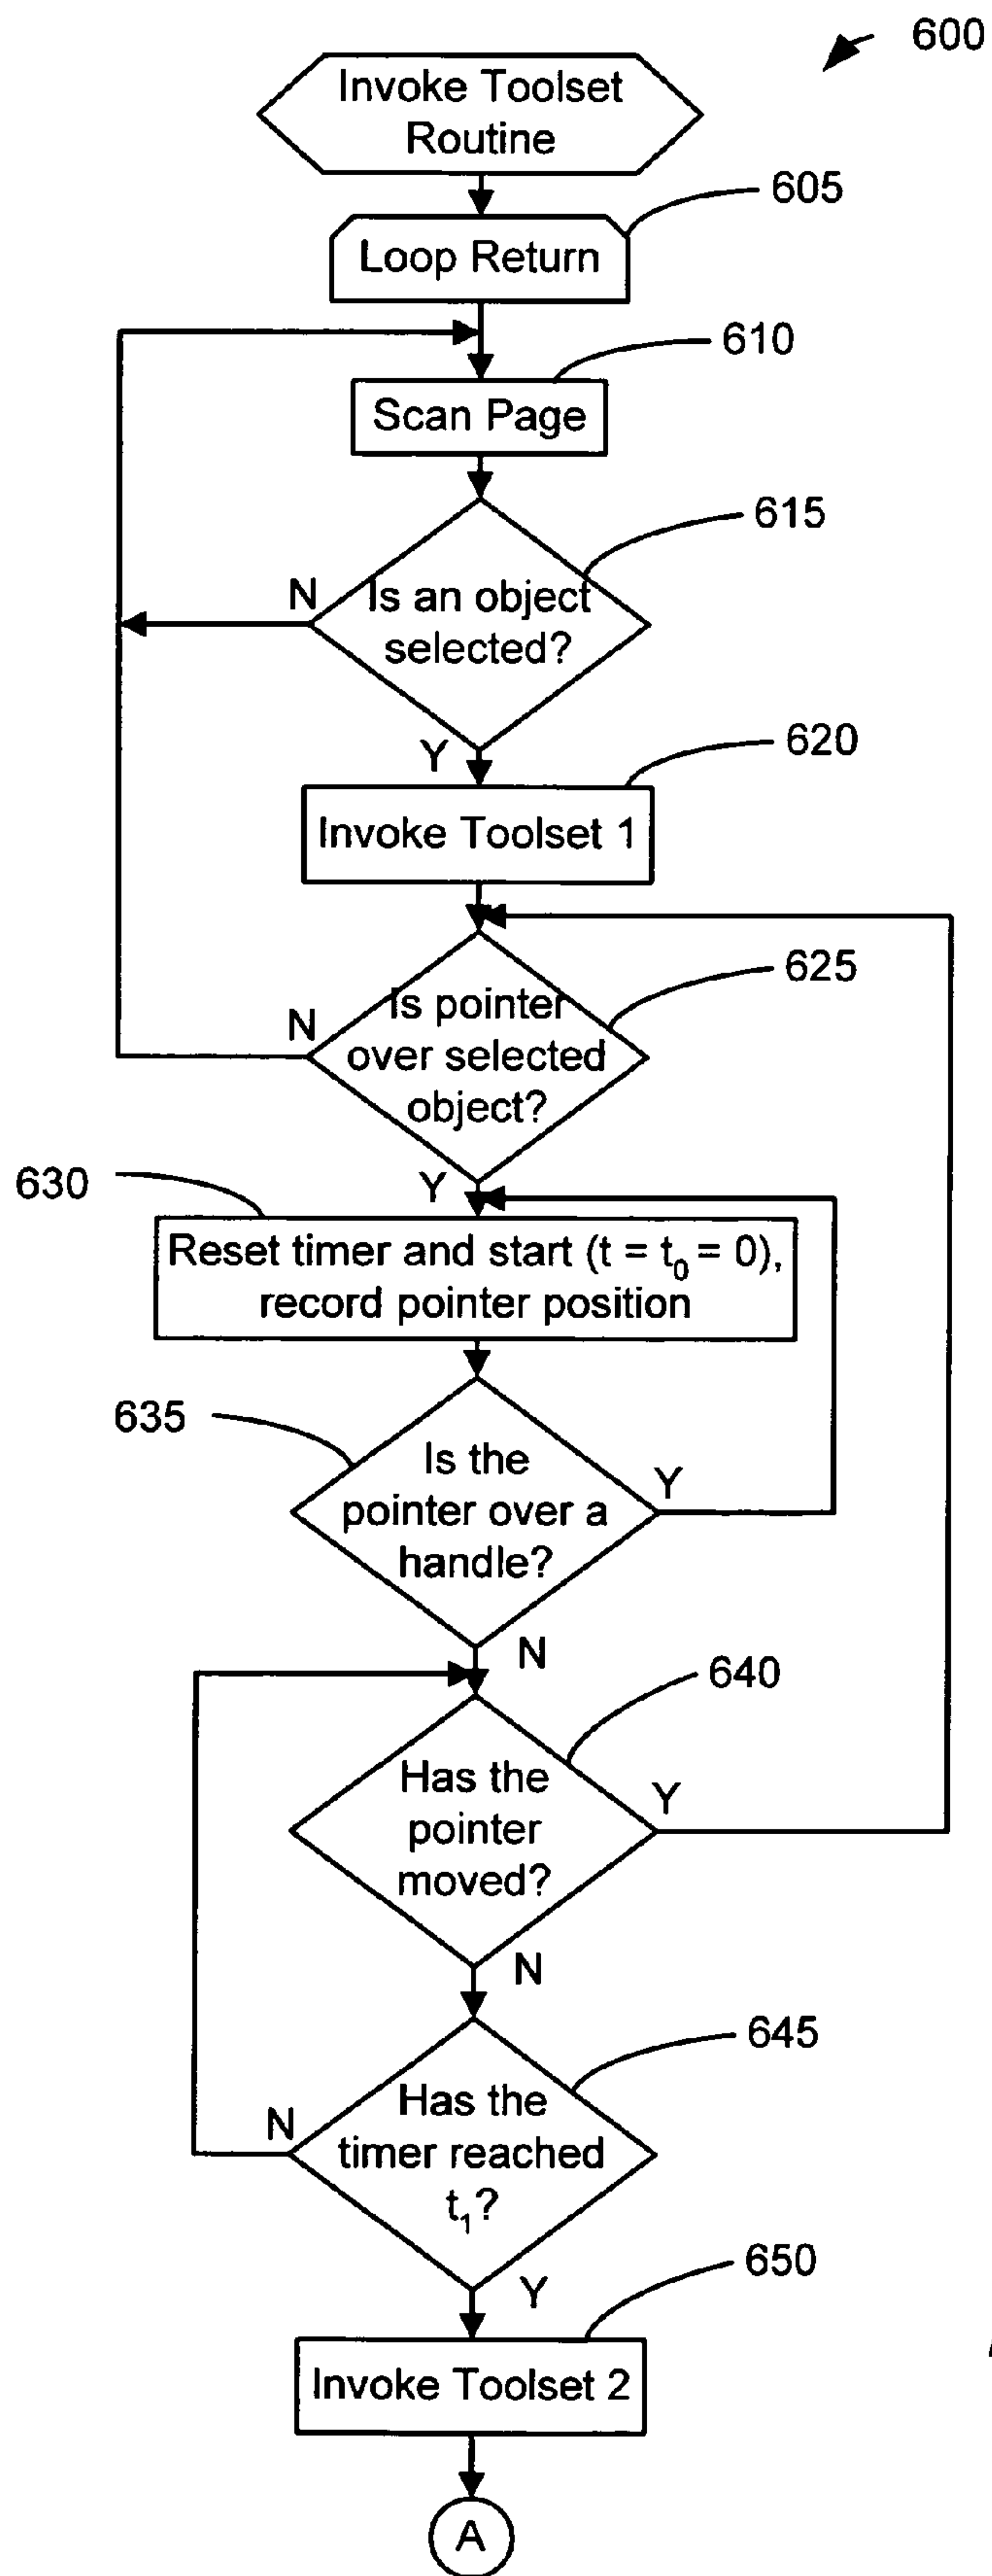 600
Invoke Toolset
Routine
605
Loop Return
610
Scan Page
615
N
Is an object
selected?
Y
620
Invoke Toolset 1
625
N
Is pointer
over selected
object?
630
Y
Reset timer and start (t = t₀ = 0),
record pointer position
635
Is the
pointer over a
handle?
Y
N
640
Has the
pointer
moved?
Y
N
645
N
Has the
timer reached
t₁?
650
Y
Invoke Toolset 2
A